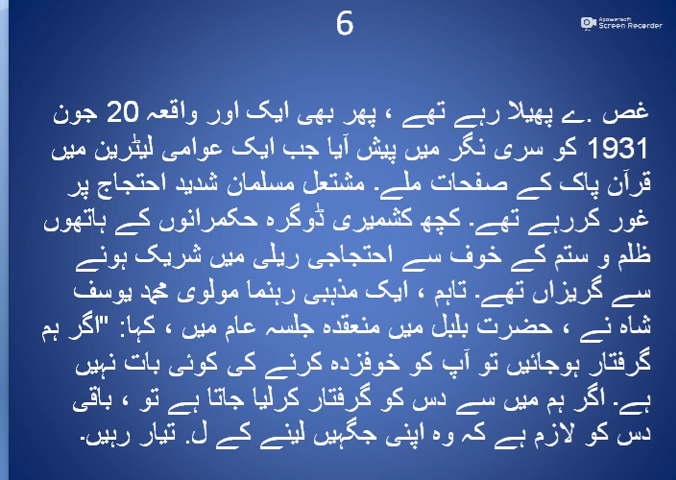 6
Apowersoft
Screen Recorder
غص .ے پھیلا رہے تھے ، پھر بھی ایک اور واقعہ 20 جون
1931 کو سری نگر میں پیش آیا جب ایک عوامی لیٹرین میں
قرآن پاک کے صفحات ملے۔ مشتعل مسلمان شدید احتجاج پر
غور کررہے تھے۔ کچھ کشمیری ڈوگرہ حکمرانوں کے ہاتھوں
ظلم و ستم کے خوف سے احتجاجی ریلی میں شریک ہونے
سے گریزاں تھے۔ تاہم ، ایک مذہبی رہنما مولوی محمد یوسف
شاہ نے ، حضرت بلبل میں منعقدہ جلسہ عام میں ، کہا: "اگر ہم
گرفتار ہوجائیں تو آپ کو خوفزدہ کرنے کی کوئی بات نہیں
ہے۔ اگر ہم میں سے دس کو گرفتار کرلیا جاتا ہے تو ، باقی
دس کو لازم ہے کہ وہ اپنی جگہیں لینے کے ل. تیار رہیں۔